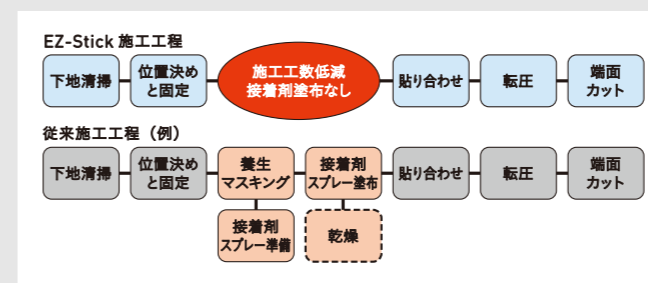 EZ-Stick 施工工程
下地清掃
位置決め
と固定
施工工数低減
接着剤塗布なし
貼り合わせ
転圧
端面
カット
従来施工工程（例）
下地清掃
位置決め
と固定
養生
マスキング
接着剤
スプレー塗布
貼り合わせ
転圧
端面
カット
接着剤
スプレー準備
乾燥